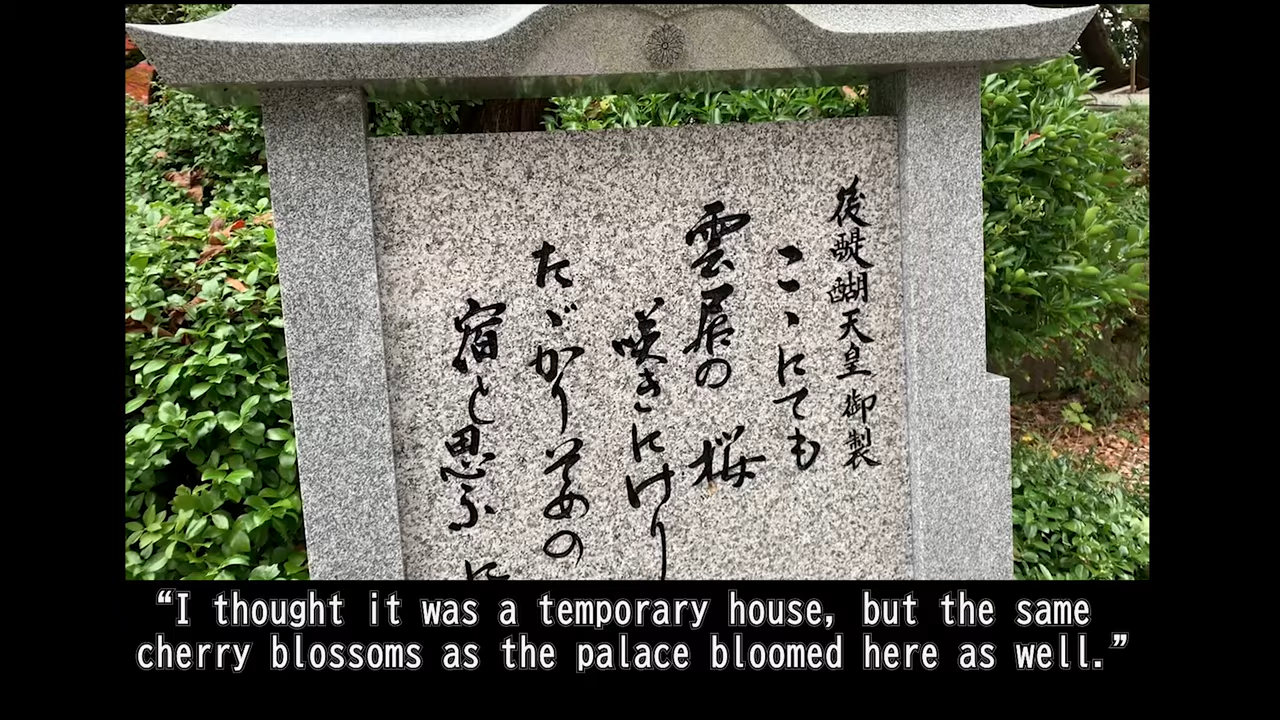 後醍醐天皇御製
こゝにても
雲居の 桜
咲きにけり
たゞかりそめの
宿と思ふに
“I thought it was a temporary house, but the same
cherry blossoms as the palace bloomed here as well.”